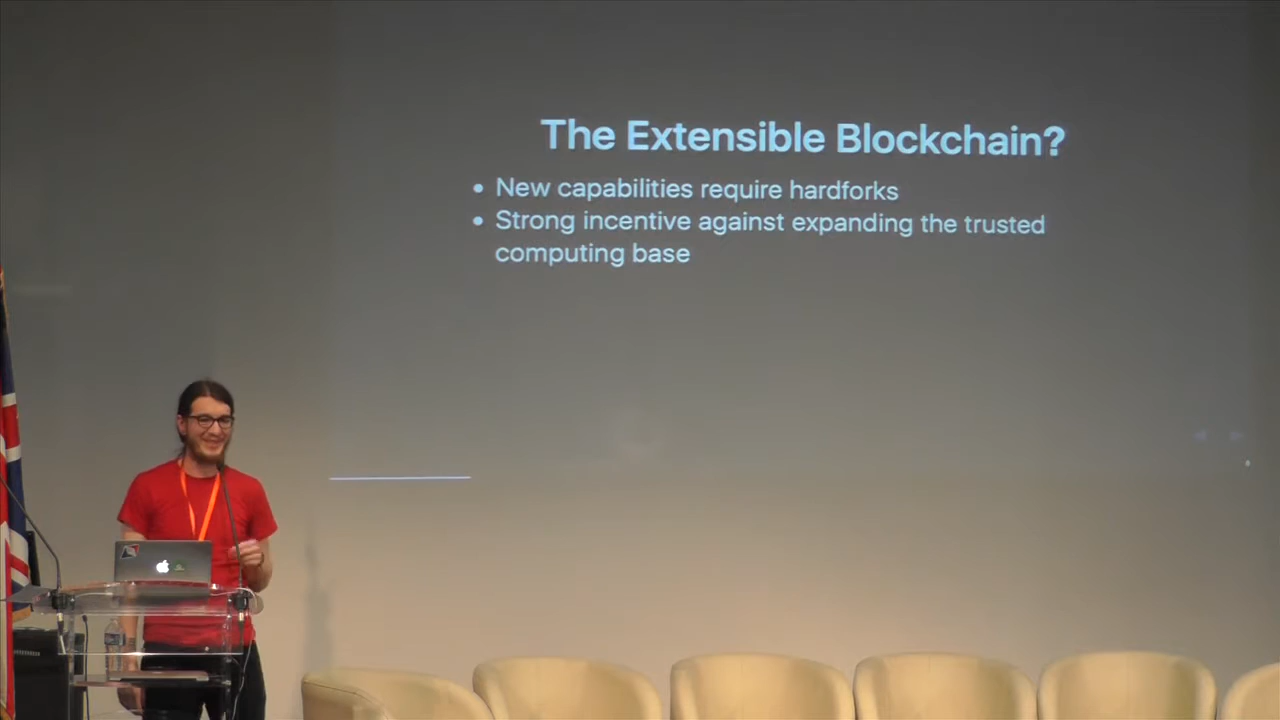 The Extensible Blockchain?
• New capabilities require hardforks
• Strong incentive against expanding the trusted
computing base